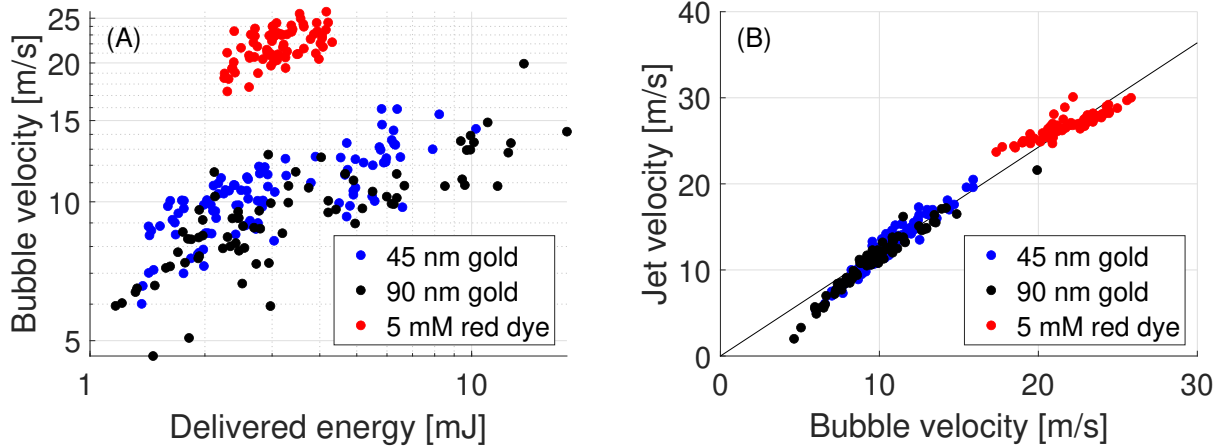 (A)
Bubble velocity [m/s]
25
20
15
10
5
1
10
Delivered energy [mJ]
45 nm gold
90 nm gold
5 mM red dye
(B)
Jet velocity [m/s]
40
30
20
10
0
0
10
20
30
Bubble velocity [m/s]
45 nm gold
90 nm gold
5 mM red dye